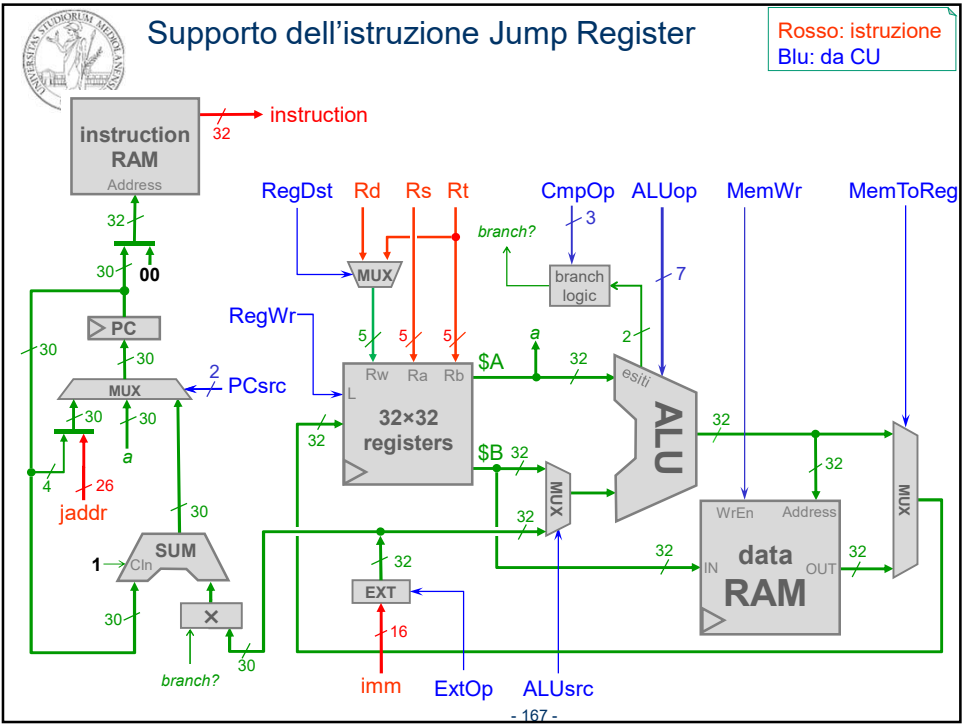 Supporto dell'istruzione Jump Register
Rosso: istruzione
Blu: da CU
UNIVERSITAS STUDIORUM MEDIOLANENSIS
instruction
RAM
Address
32
instruction
32
30
00
PC
30
30
MUX
2
PCsrc
30
30
a
4
26
jaddr
30
SUM
CIn
1
30
×
30
branch?
RegDst
Rd
Rs
Rt
MUX
RegWr
5
5
5
Rw
Ra
Rb
L
32×32
registers
32
$A
a
32
$B
32
MUX
32
32
EXT
16
imm
ExtOp
ALUsrc
CmpOp
ALUop
MemWr
MemToReg
branch?
3
branch
logic
7
2
esiti
ALU
32
32
WrEn
Address
data
RAM
IN
OUT
32
32
MUX
- 167 -